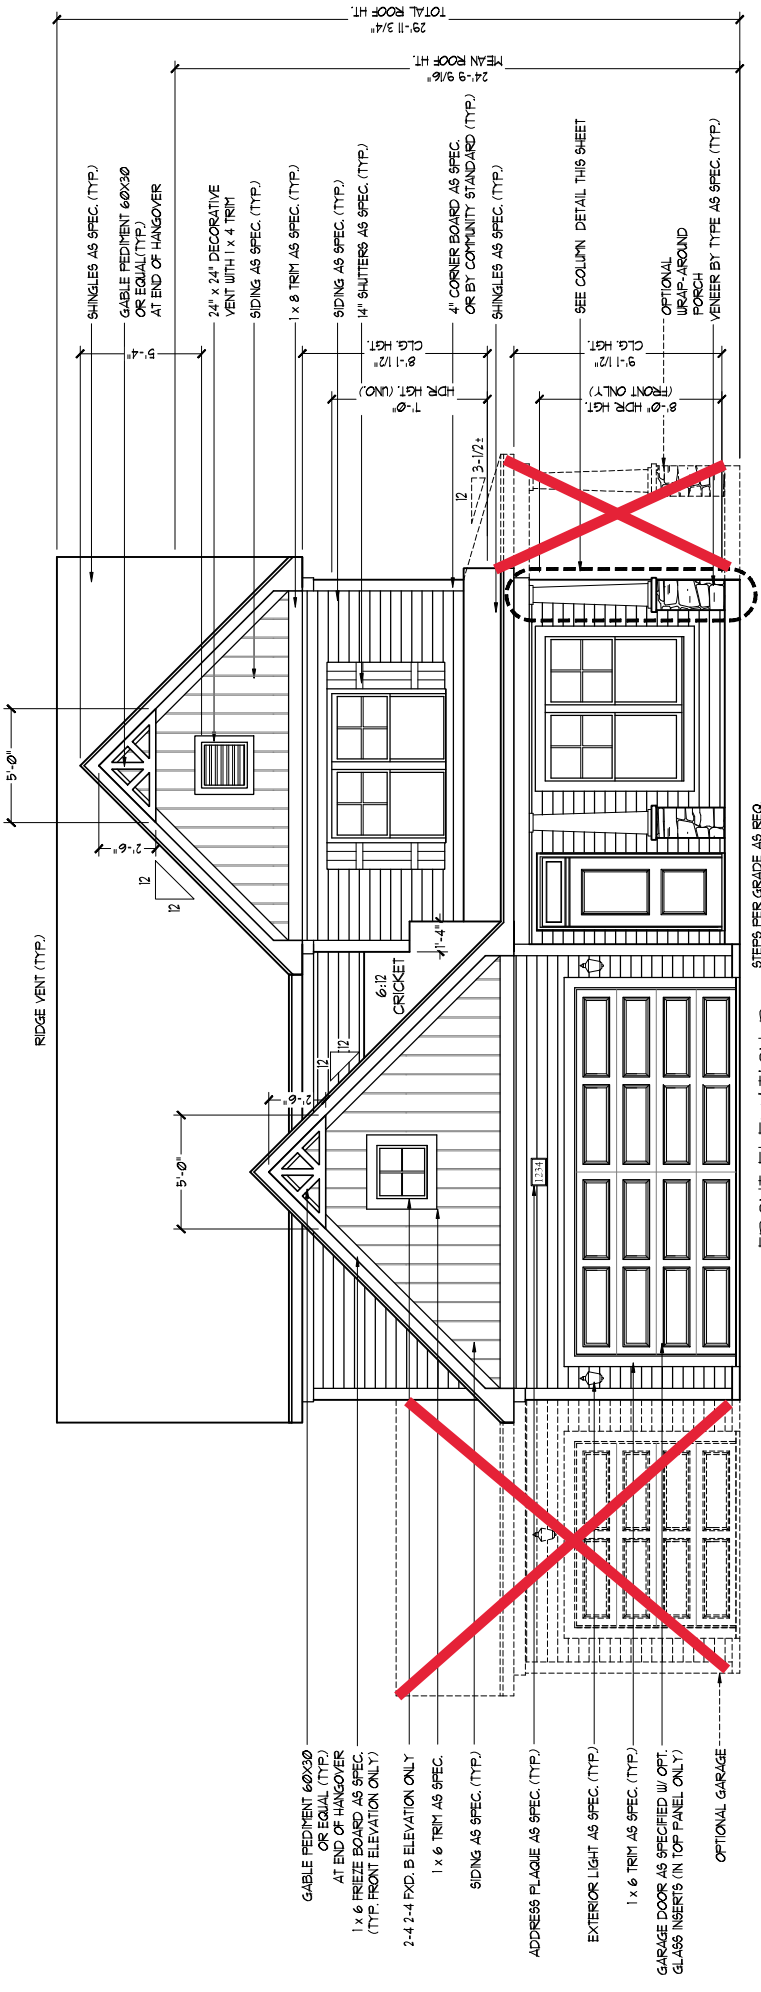 RIDGE VENT (TYP.)
SHINGLES AS SPEC. (TYP.)
GABLE PEDIMENT 60X30
OR EQUAL(TYP.)
AT END OF HANGOVER
24" x 24" DECORATIVE
VENT WITH 1 x 4 TRIM
SIDING AS SPEC. (TYP.)
1 x 8 TRIM AS SPEC. (TYP.)
SIDING AS SPEC. (TYP.)
14" SHUTTERS AS SPEC. (TYP.)
4" CORNER BOARD AS SPEC.
OR BY COMMUNITY STANDARD (TYP.)
SHINGLES AS SPEC. (TYP.)
SEE COLUMN DETAIL THIS SHEET
OPTIONAL
WRAP-AROUND
PORCH
VENEER BY TYPE AS SPEC. (TYP.)
29'-11 3/4"
TOTAL ROOF HT.
24'-9 9/16"
MEAN ROOF HT.
5'-4"
8'-1 1/2"
CLG. HGT.
7'-0"
HDR. HGT. (UNO.)
9'-1 1/2"
CLG. HGT.
8'-0" HDR. HGT.
(FRONT ONLY)
12
3-1/2±
5'-0"
2'-6"
12
12
1'-4"
6:12
CRICKET
12
12
5'-0"
2'-6"
1234
GABLE PEDIMENT 60X30
OR EQUAL (TYP.)
AT END OF HANGOVER
1 x 6 FRIEZE BOARD AS SPEC.
(TYP. FRONT ELEVATION ONLY)
2-4 2-4 FXD. B ELEVATION ONLY
1 x 6 TRIM AS SPEC.
SIDING AS SPEC. (TYP.)
ADDRESS PLAQUE AS SPEC. (TYP.)
EXTERIOR LIGHT AS SPEC. (TYP.)
1 x 6 TRIM AS SPEC. (TYP.)
GARAGE DOOR AS SPECIFIED W/ OPT.
GLASS INSERTS (IN TOP PANEL ONLY)
OPTIONAL GARAGE
STEPS PER GRADE AS REQ